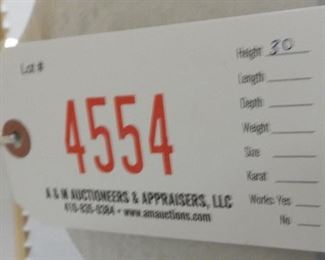 Lot #
4554
A & M AUCTIONEERS & APPRAISERS, LLC
410-835-0384 • www.amauctions.com
Height: 30
Length:
Depth:
Weight:
Size
Karat:
Works: Yes
No